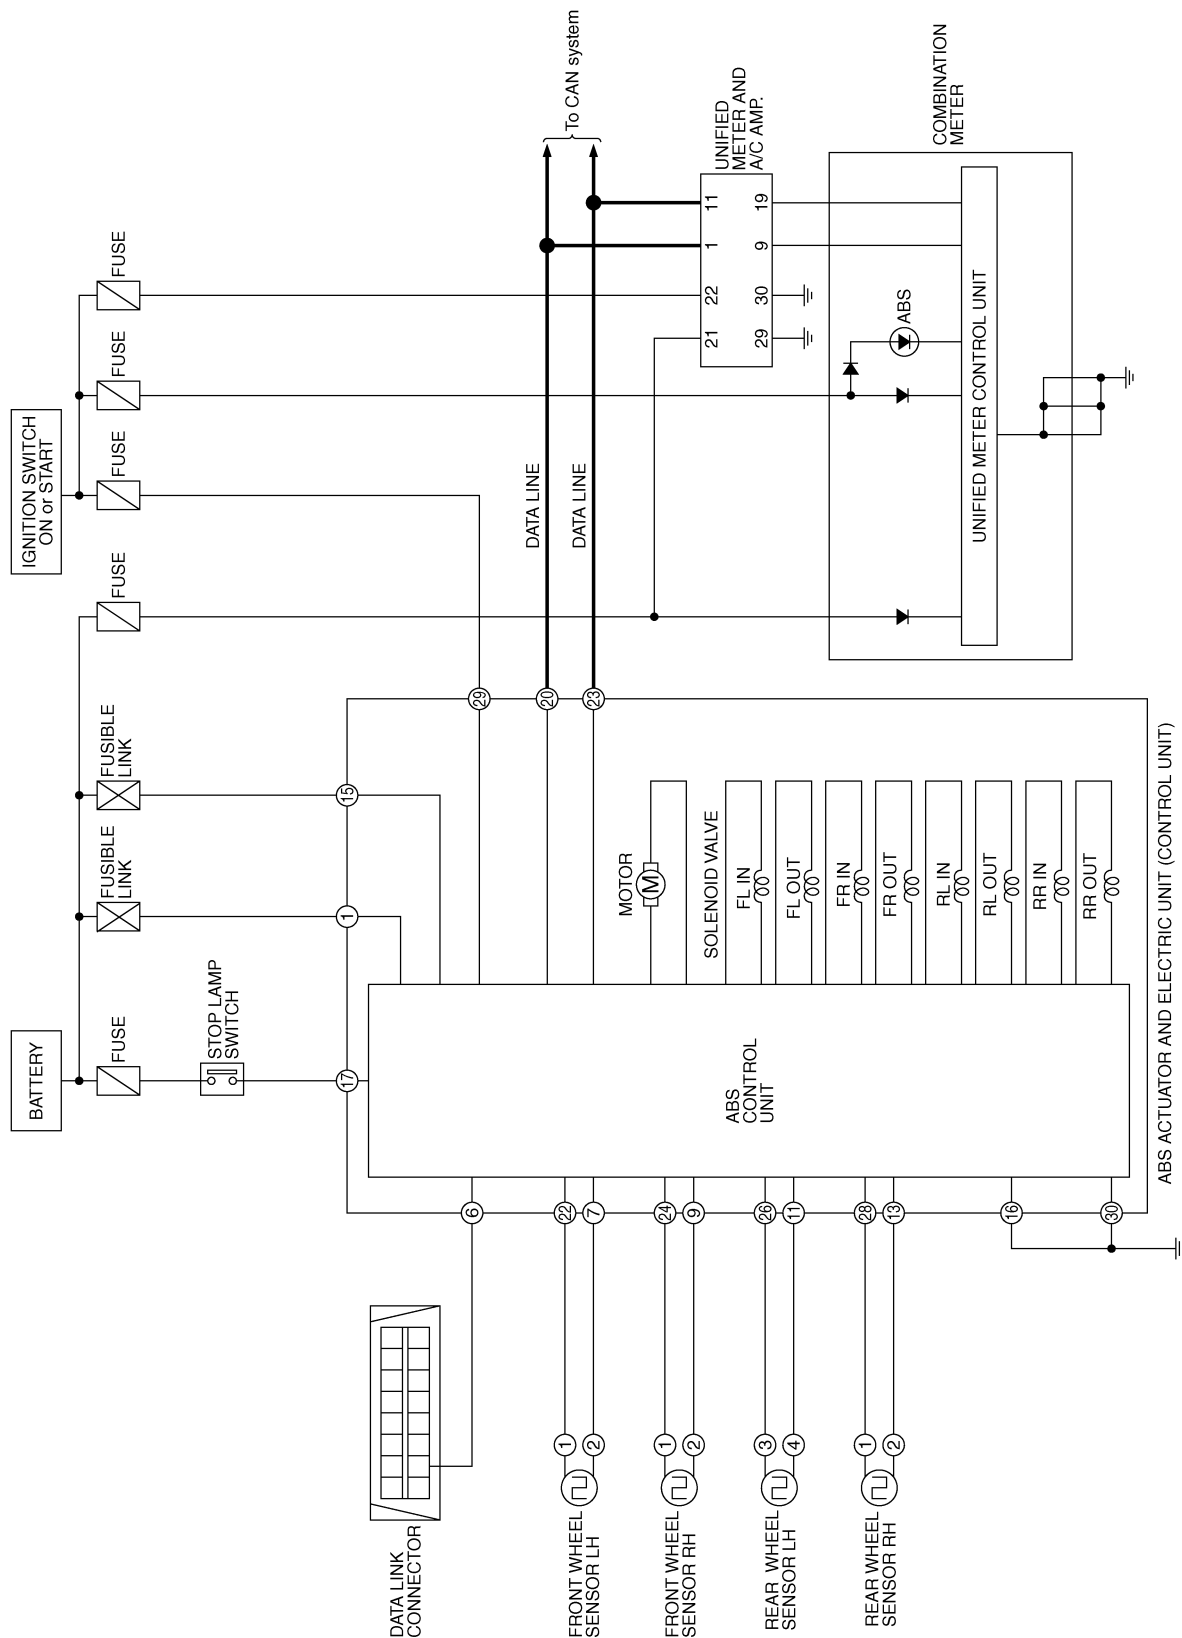 BATTERY
IGNITION SWITCH
ON or START
FUSE
STOP LAMP
SWITCH
FUSIBLE
LINK
FUSIBLE
LINK
FUSE
FUSE
FUSE
FUSE
17
1
15
29
20
23
DATA LINE
DATA LINE
To CAN system
DATA LINK
CONNECTOR
6
FRONT WHEEL
SENSOR LH
1
2
22
7
FRONT WHEEL
SENSOR RH
1
2
24
9
REAR WHEEL
SENSOR LH
3
4
26
11
REAR WHEEL
SENSOR RH
1
2
28
13
16
30
ABS
CONTROL
UNIT
MOTOR
M
SOLENOID VALVE
FL IN
FL OUT
FR IN
FR OUT
RL IN
RL OUT
RR IN
RR OUT
ABS ACTUATOR AND ELECTRIC UNIT (CONTROL UNIT)
UNIFIED
METER AND
A/C AMP.
21
22
1
11
29
30
9
19
COMBINATION
METER
ABS
UNIFIED METER CONTROL UNIT